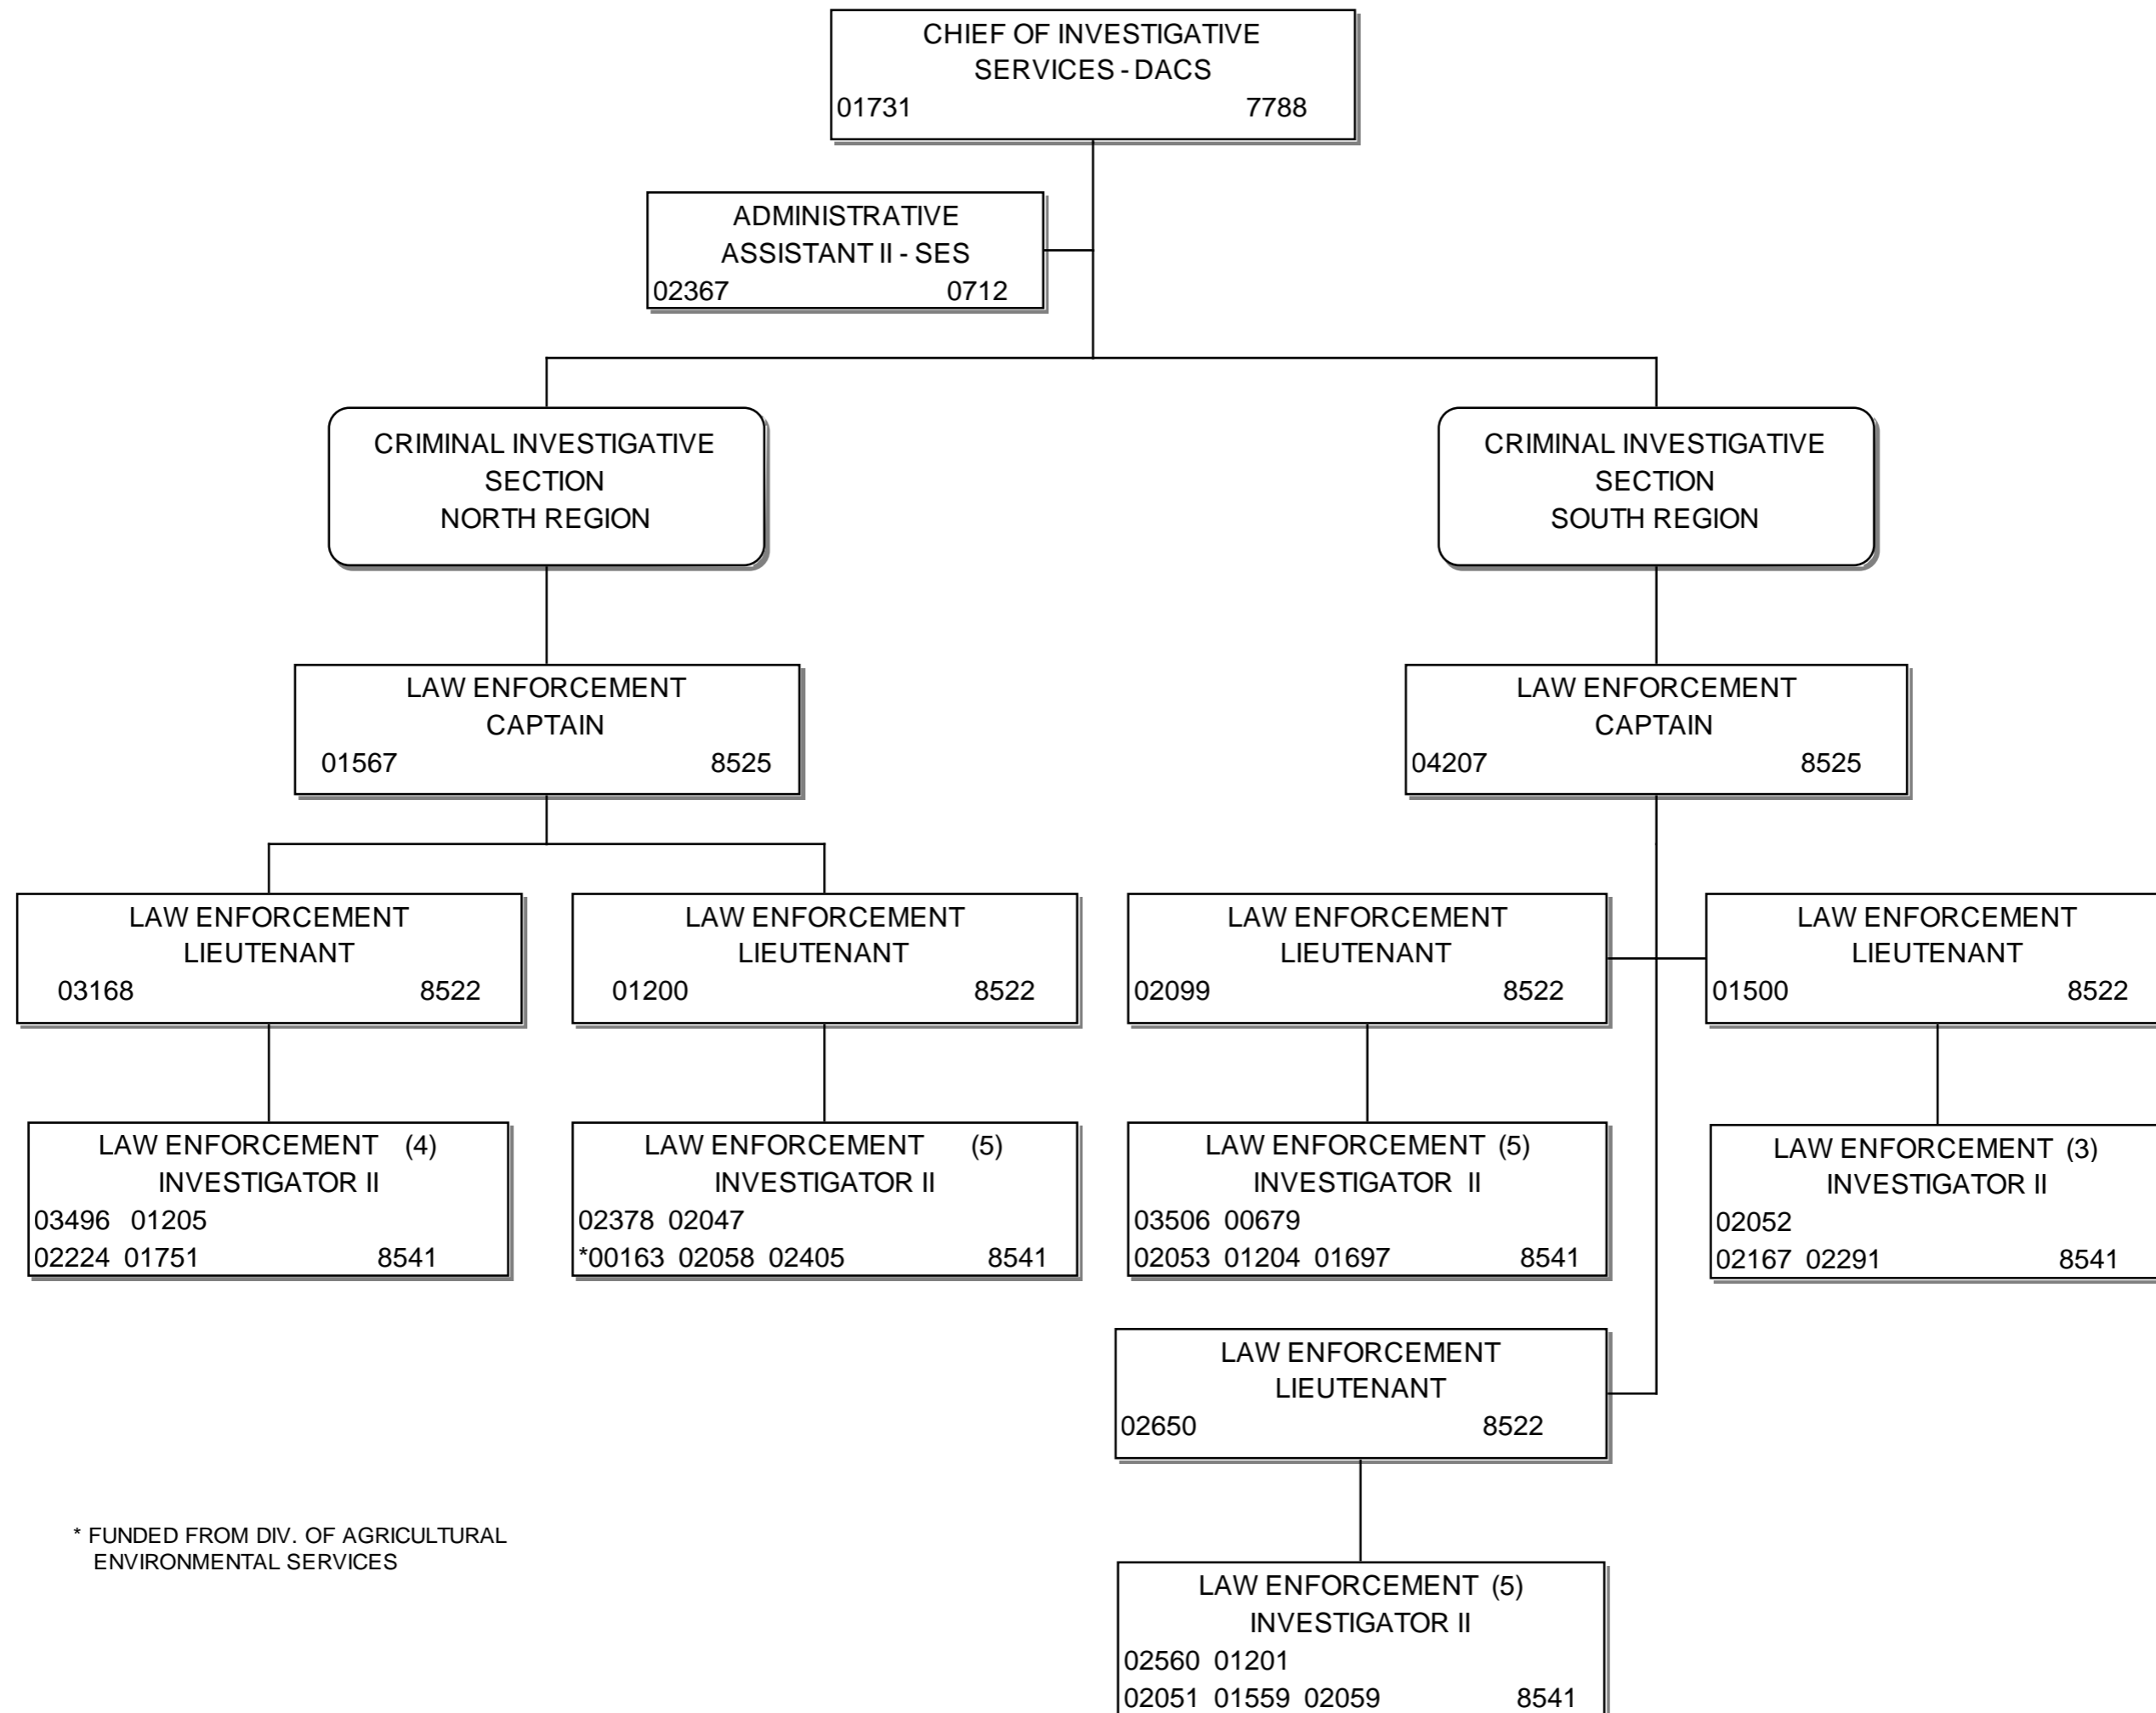 CHIEF OF INVESTIGATIVE
SERVICES - DACS
01731 7788
ADMINISTRATIVE
ASSISTANT II - SES
02367 0712
CRIMINAL INVESTIGATIVE
SECTION
NORTH REGION
CRIMINAL INVESTIGATIVE
SECTION
SOUTH REGION
LAW ENFORCEMENT
CAPTAIN
01567 8525
LAW ENFORCEMENT
CAPTAIN
04207 8525
LAW ENFORCEMENT
LIEUTENANT
03168 8522
LAW ENFORCEMENT
LIEUTENANT
01200 8522
LAW ENFORCEMENT
LIEUTENANT
02099 8522
LAW ENFORCEMENT
LIEUTENANT
01500 8522
LAW ENFORCEMENT (4)
INVESTIGATOR II
03496 01205
02224 01751 8541
LAW ENFORCEMENT (5)
INVESTIGATOR II
02378 02047
*00163 02058 02405 8541
LAW ENFORCEMENT (5)
INVESTIGATOR II
03506 00679
02053 01204 01697 8541
LAW ENFORCEMENT (3)
INVESTIGATOR II
02052
02167 02291 8541
LAW ENFORCEMENT
LIEUTENANT
02650 8522
* FUNDED FROM DIV. OF AGRICULTURAL
ENVIRONMENTAL SERVICES
LAW ENFORCEMENT (5)
INVESTIGATOR II
02560 01201
02051 01559 02059 8541